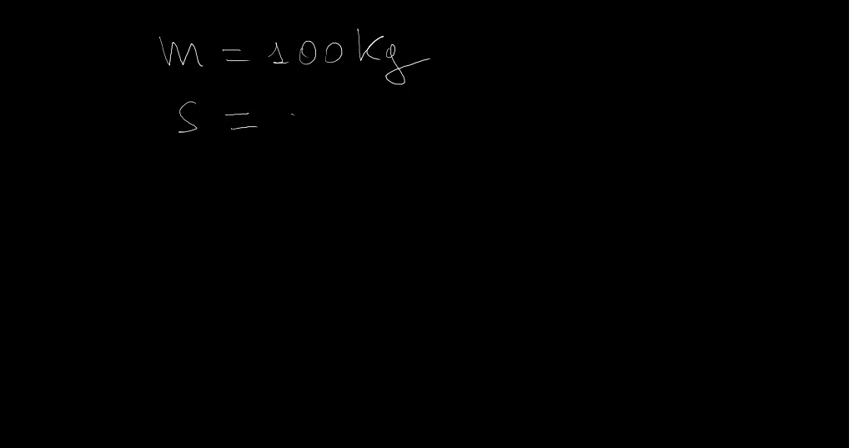 m = 100kg
s =